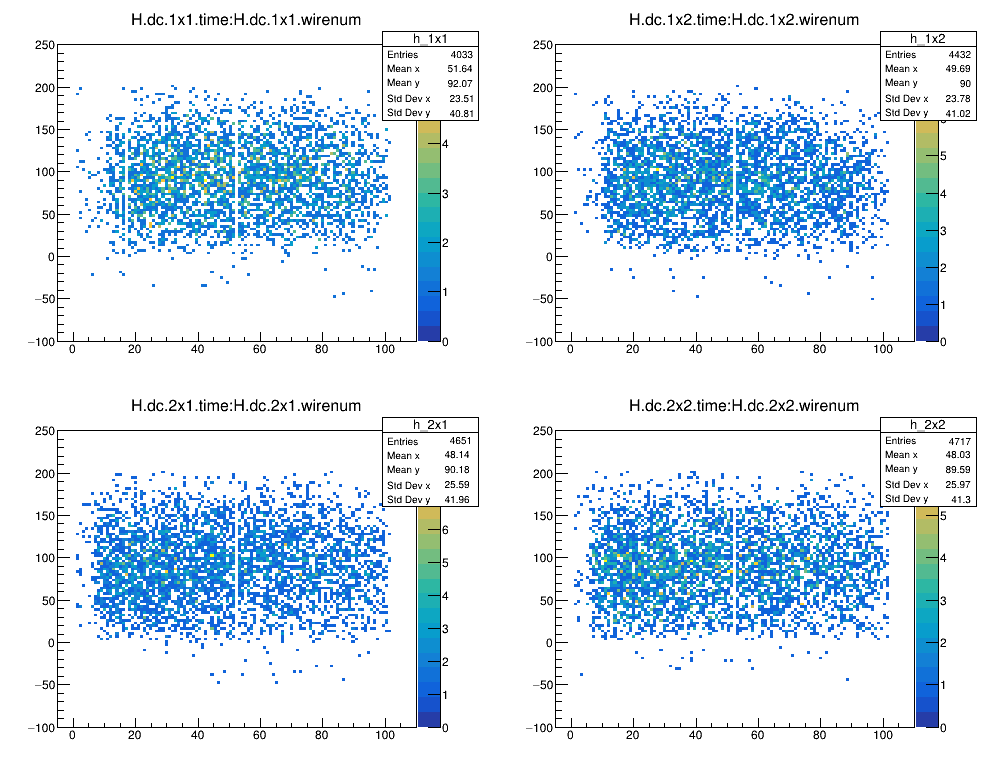 H.dc.1x1.time:H.dc.1x1.wirenum
h_1x1
Entries 4033
Mean x 51.64
Mean y 92.07
Std Dev x 23.51
Std Dev y 40.81
250
200
150
100
50
0
−50
−100
0 20 40 60 80 100
4
3
2
1
0
H.dc.1x2.time:H.dc.1x2.wirenum
h_1x2
Entries 4432
Mean x 49.69
Mean y 90
Std Dev x 23.78
Std Dev y 41.02
250
200
150
100
50
0
−50
−100
0 20 40 60 80 100
5
4
3
2
1
0
H.dc.2x1.time:H.dc.2x1.wirenum
h_2x1
Entries 4651
Mean x 48.14
Mean y 90.18
Std Dev x 25.59
Std Dev y 41.96
250
200
150
100
50
0
−50
−100
0 20 40 60 80 100
6
5
4
3
2
1
0
H.dc.2x2.time:H.dc.2x2.wirenum
h_2x2
Entries 4717
Mean x 48.03
Mean y 89.59
Std Dev x 25.97
Std Dev y 41.3
250
200
150
100
50
0
−50
−100
0 20 40 60 80 100
5
4
3
2
1
0